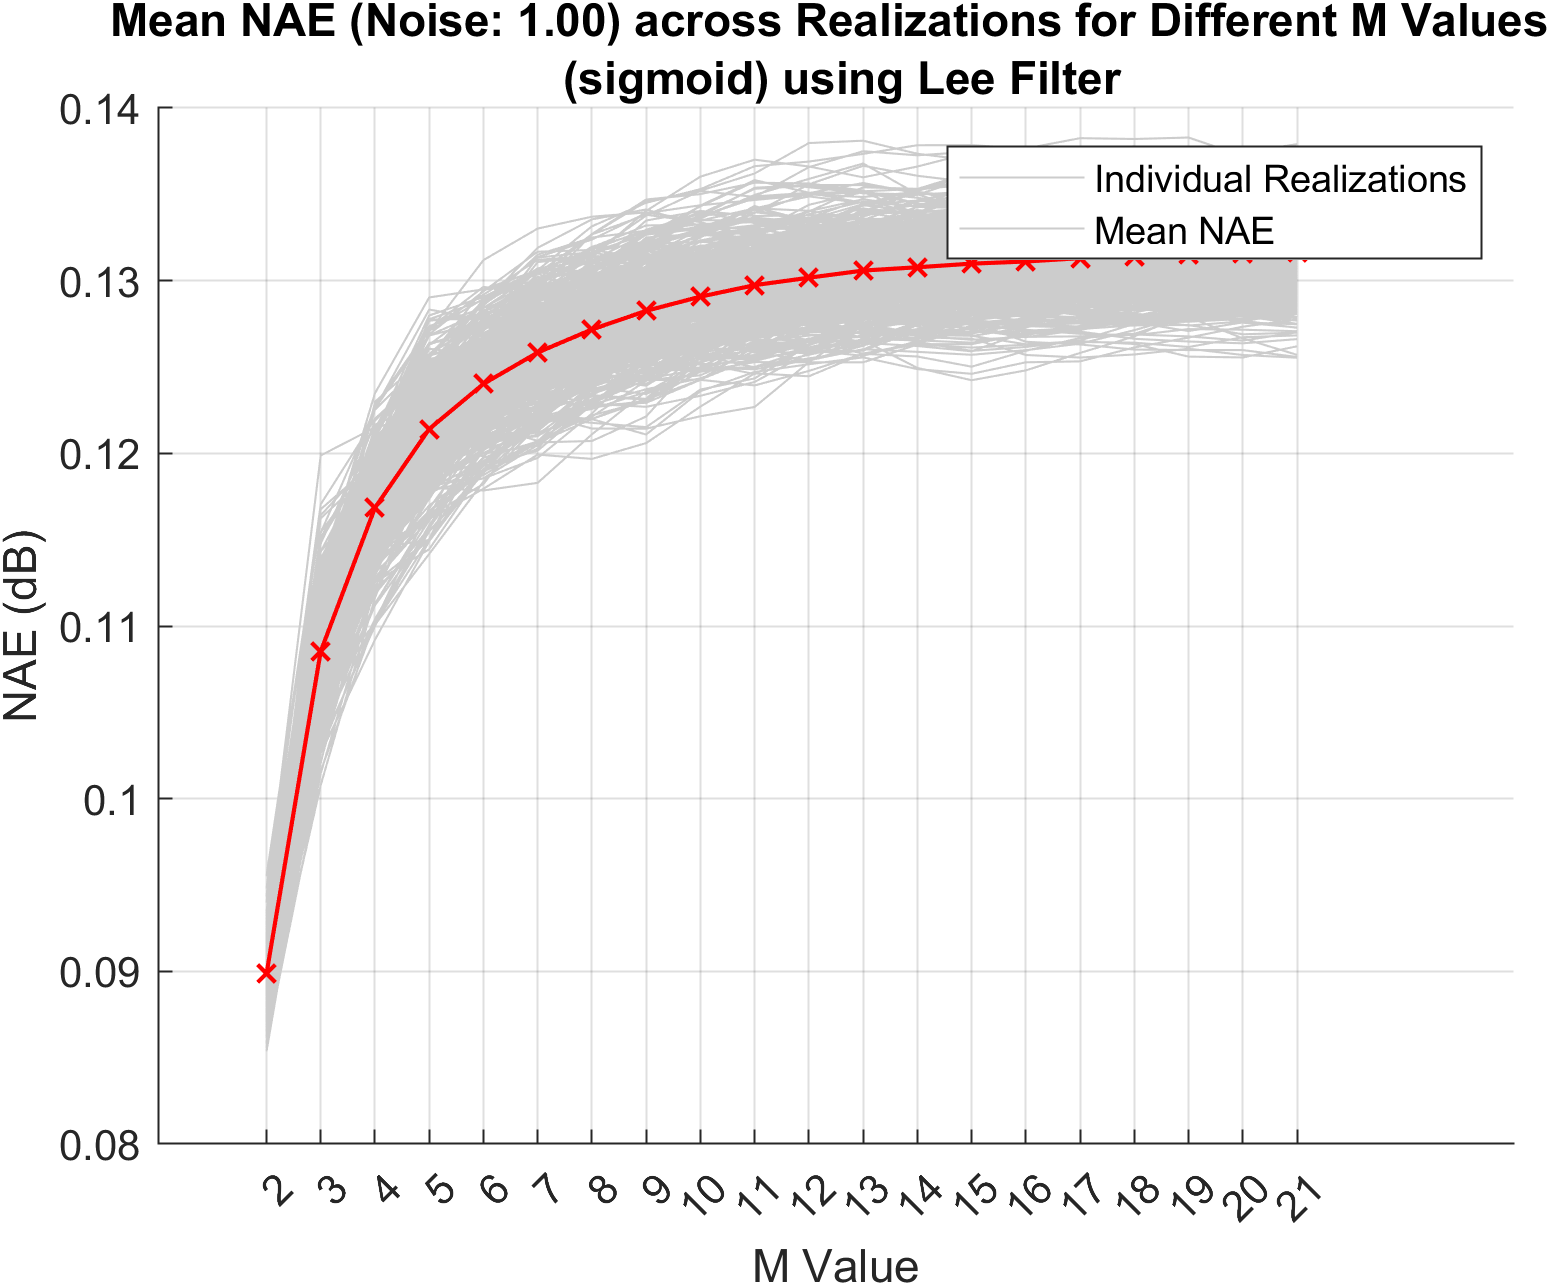 Mean NAE (Noise: 1.00) across Realizations for Different M Values
(sigmoid) using Lee Filter
0.14
0.13
0.12
0.11
0.1
0.09
0.08
NAE (dB)
Individual Realizations
Mean NAE
2 3 4 5 6 7 8 9 10 11 12 13 14 15 16 17 18 19 20 21
M Value